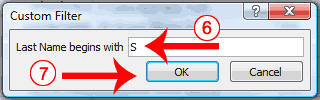 Custom Filter
6
Last Name begins with S
7
OK Cancel